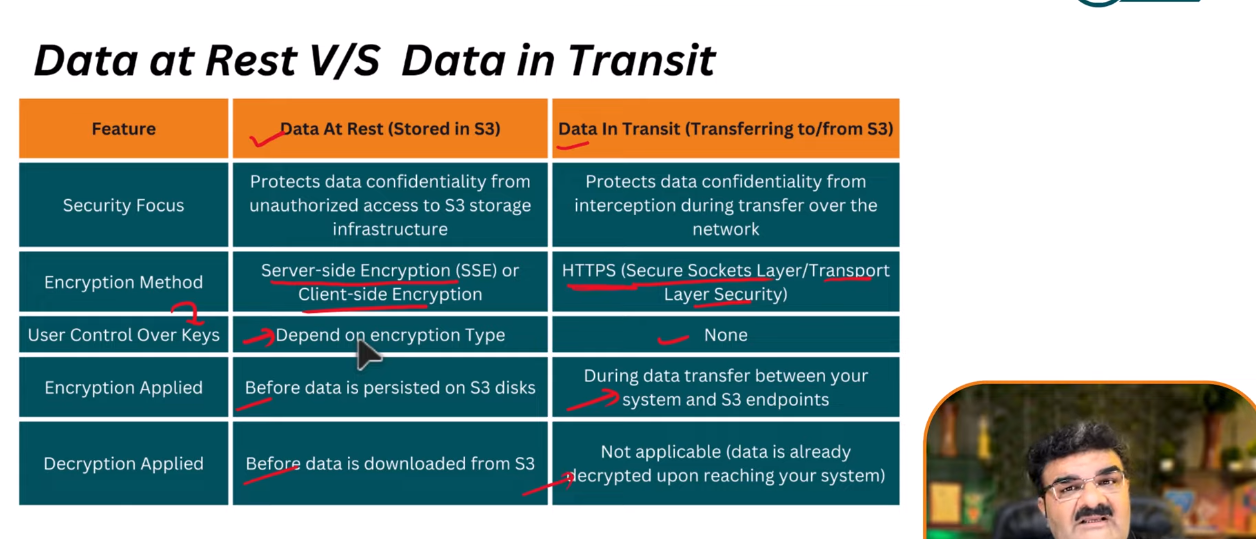 Data at Rest V/S Data in Transit
Feature
Data At Rest (Stored in S3)
Data In Transit (Transferring to/from S3)
Security Focus
Protects data confidentiality from
unauthorized access to S3 storage
infrastructure
Protects data confidentiality from
interception during transfer over the
network
Encryption Method
Server-side Encryption (SSE) or
Client-side Encryption
HTTPS (Secure Sockets Layer/Transport
Layer Security)
User Control Over Keys
Depend on encryption Type
None
Encryption Applied
Before data is persisted on S3 disks
During data transfer between your
system and S3 endpoints
Decryption Applied
Before data is downloaded from S3
Not applicable (data is already
decrypted upon reaching your system)